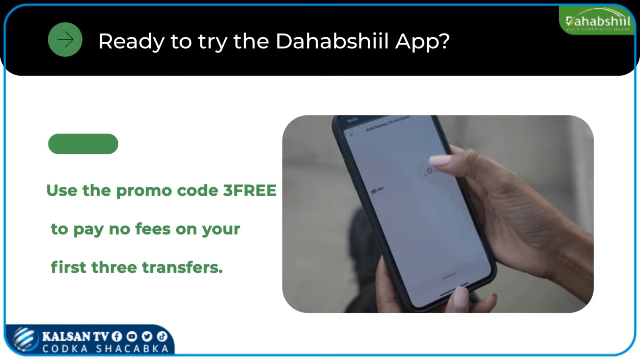 Ready to try the Dahabshiil App?
Dahabshiil
Use the promo code 3FREE
to pay no fees on your
first three transfers.
KALSAN TV
CODKA SHACABKA